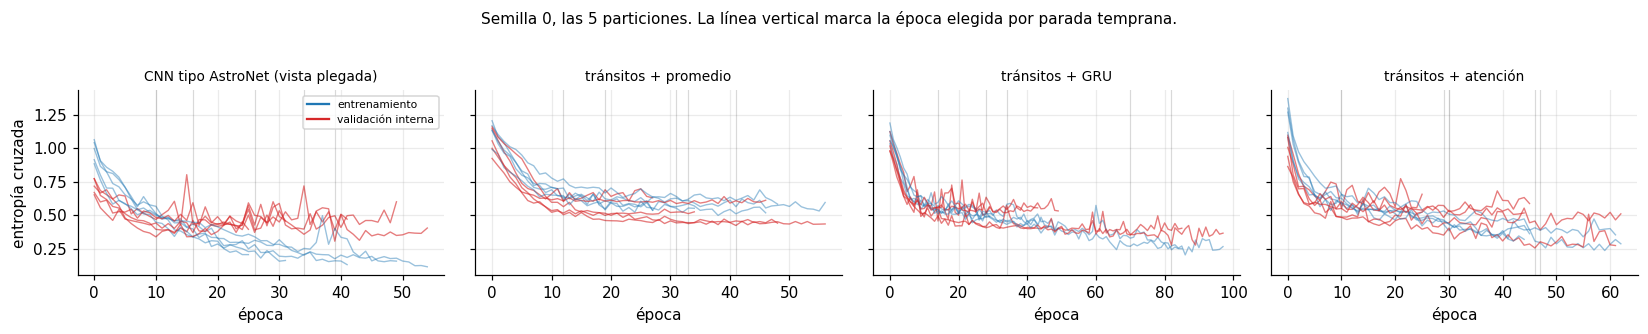 Semilla 0, las 5 particiones. La línea vertical marca la época elegida por parada temprana.
CNN tipo AstroNet (vista plegada)
tránsitos + promedio
tránsitos + GRU
tránsitos + atención
entrenamiento
validación interna
entropía cruzada
1.25
1.00
0.75
0.50
0.25
0 10 20 30 40 50
0 10 20 30 40 50
0 20 40 60 80 100
0 10 20 30 40 50 60
época
época
época
época